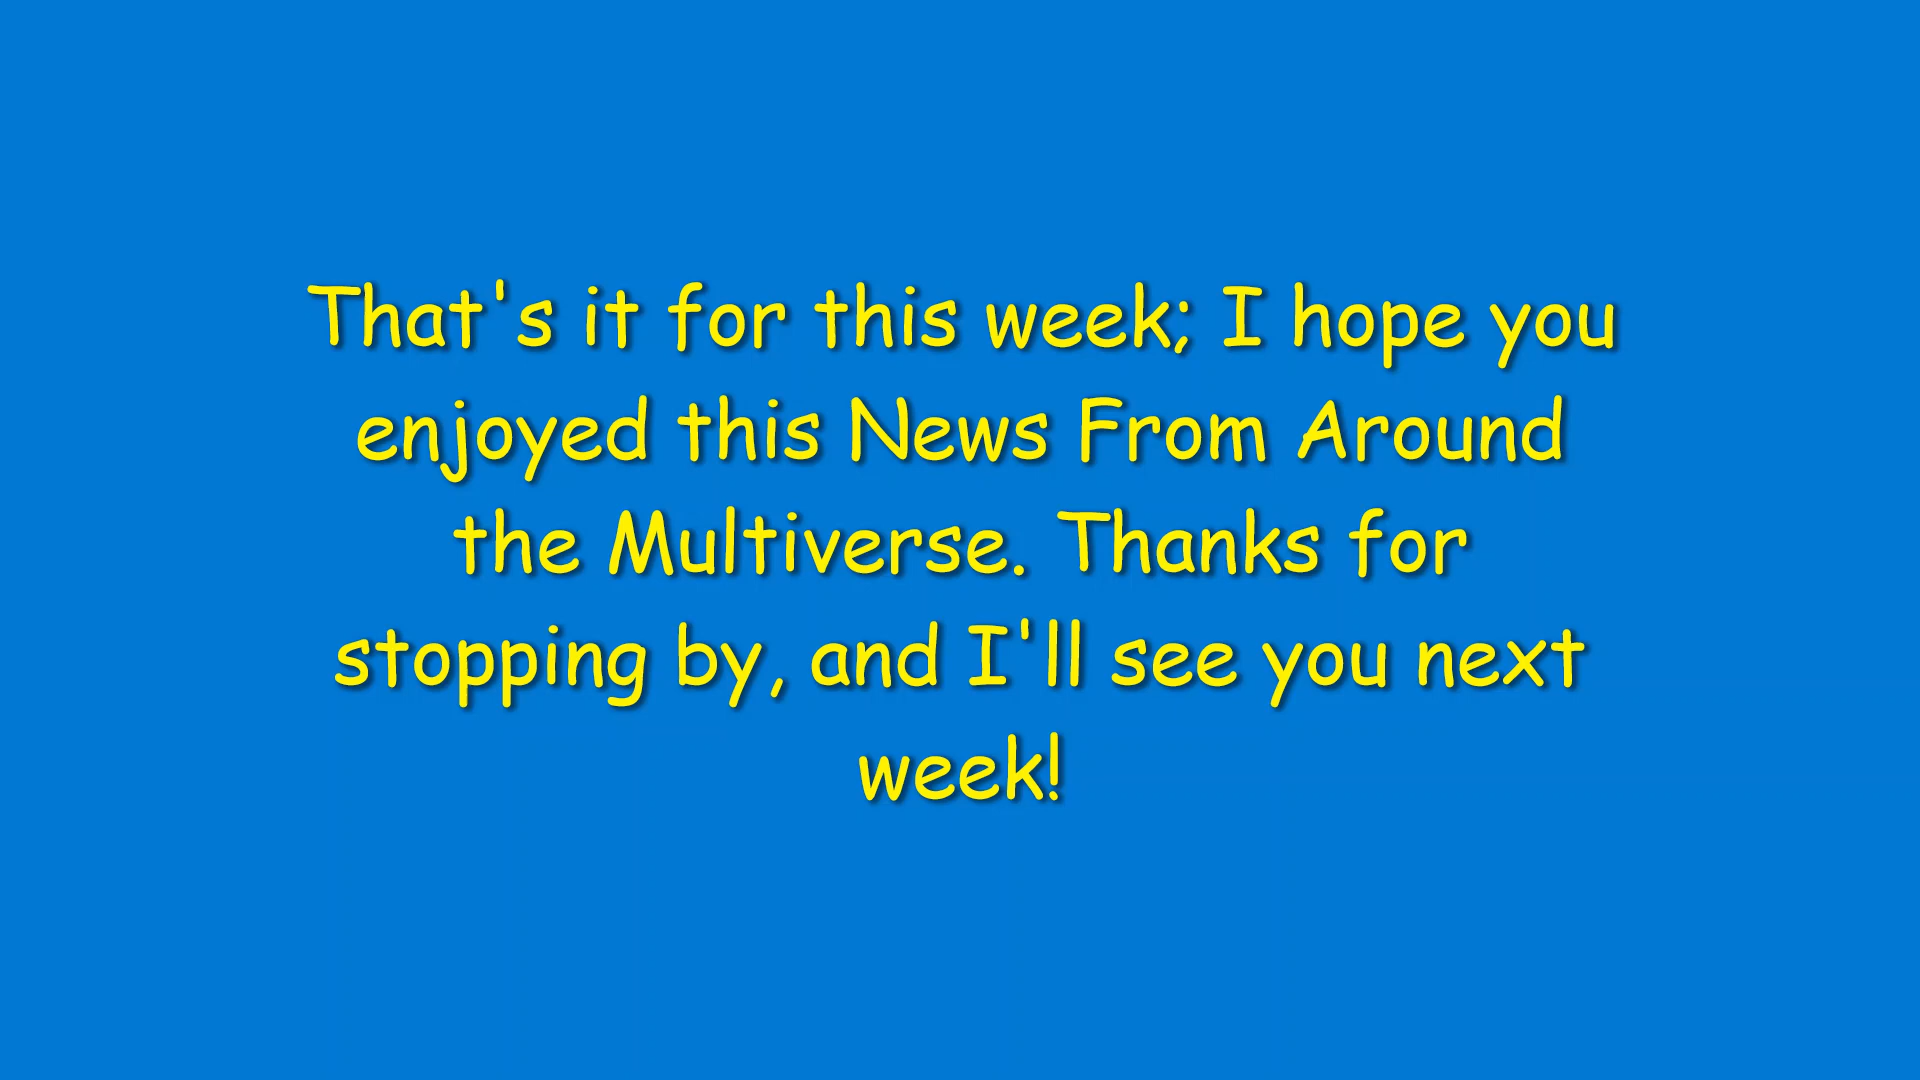 That's it for this week; I hope you
enjoyed this News From Around
the Multiverse. Thanks for
stopping by, and I'll see you next
week!